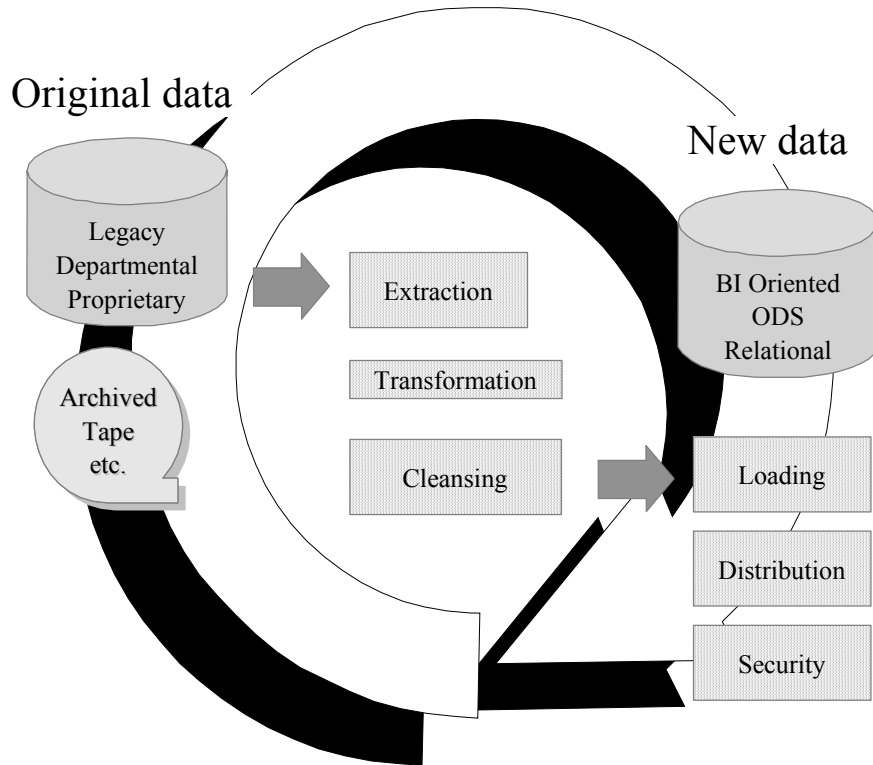 Original data
Legacy
Departmental
Proprietary
Archived
Tape
etc.
Extraction
Transformation
Cleansing
New data
BI Oriented
ODS
Relational
Loading
Distribution
Security